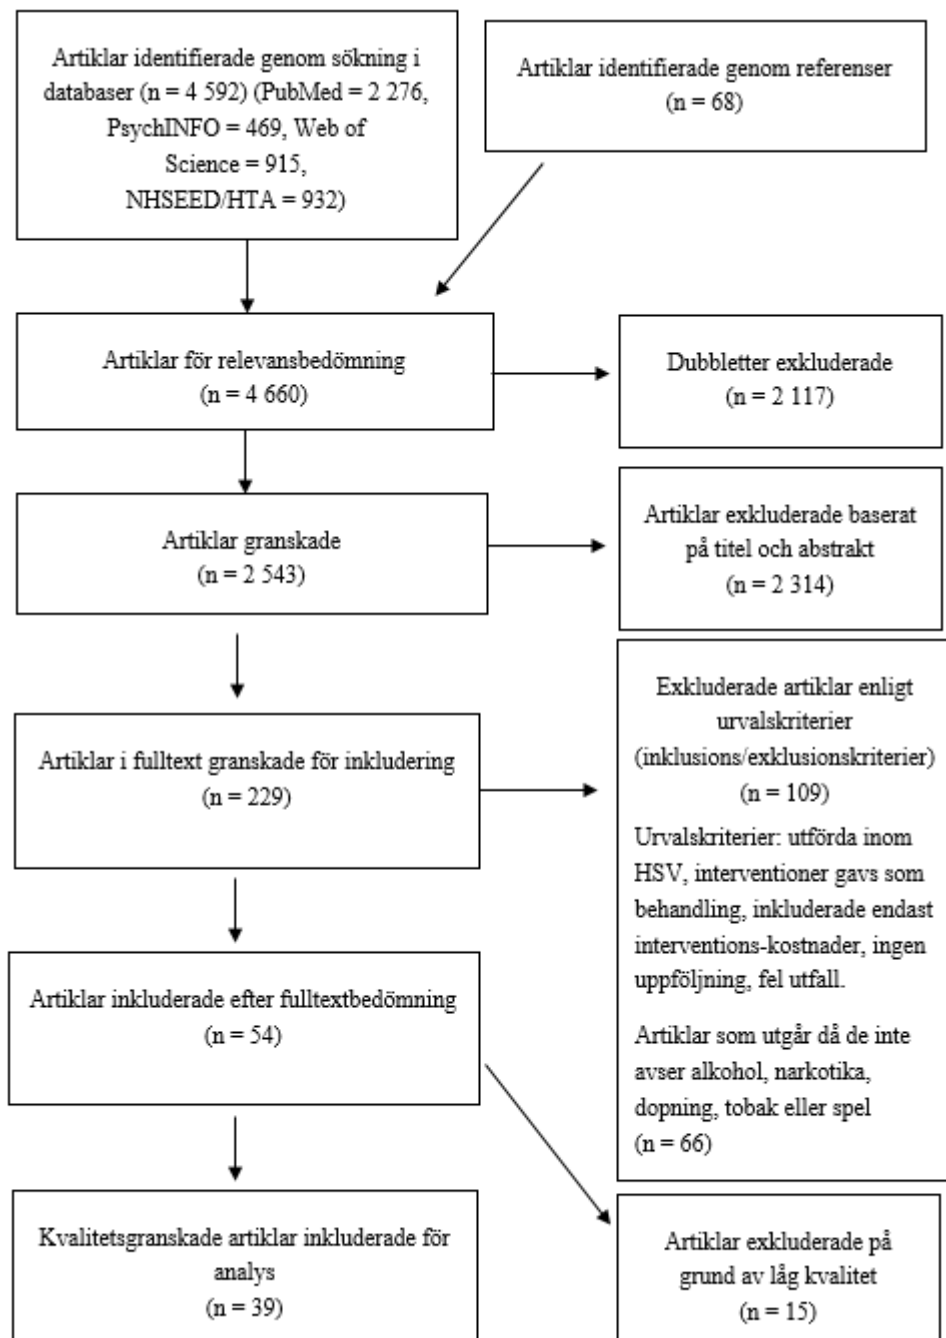 Artiklar identifierade genom sökning i
databaser (n = 4 592) (PubMed = 2 276,
PsychINFO = 469, Web of
Science = 915,
NHSEED/HTA = 932)
Artiklar identifierade genom referenser
(n = 68)
Artiklar för relevansbedömning
(n = 4 660)
Dubbletter exkluderade
(n = 2 117)
Artiklar granskade
(n = 2 543)
Artiklar exkluderade baserat
på titel och abstrakt
(n = 2 314)
Artiklar i fulltext granskade för inkludering
(n = 229)
Exkluderade artiklar enligt
urvalskriterier
(inklusions/exklusionskriterier)
(n = 109)
Urvalskriterier: utförda inom
HSV, interventioner gavs som
behandling, inkluderade endast
interventions-kostnader, ingen
uppföljning, fel utfall.
Artiklar som utgår då de inte
avser alkohol, narkotika,
dopning, tobak eller spel
(n = 66)
Artiklar inkluderade efter fulltextbedömning
(n = 54)
Kvalitetsgranskade artiklar inkluderade för
analys
(n = 39)
Artiklar exkluderade på
grund av låg kvalitet
(n = 15)